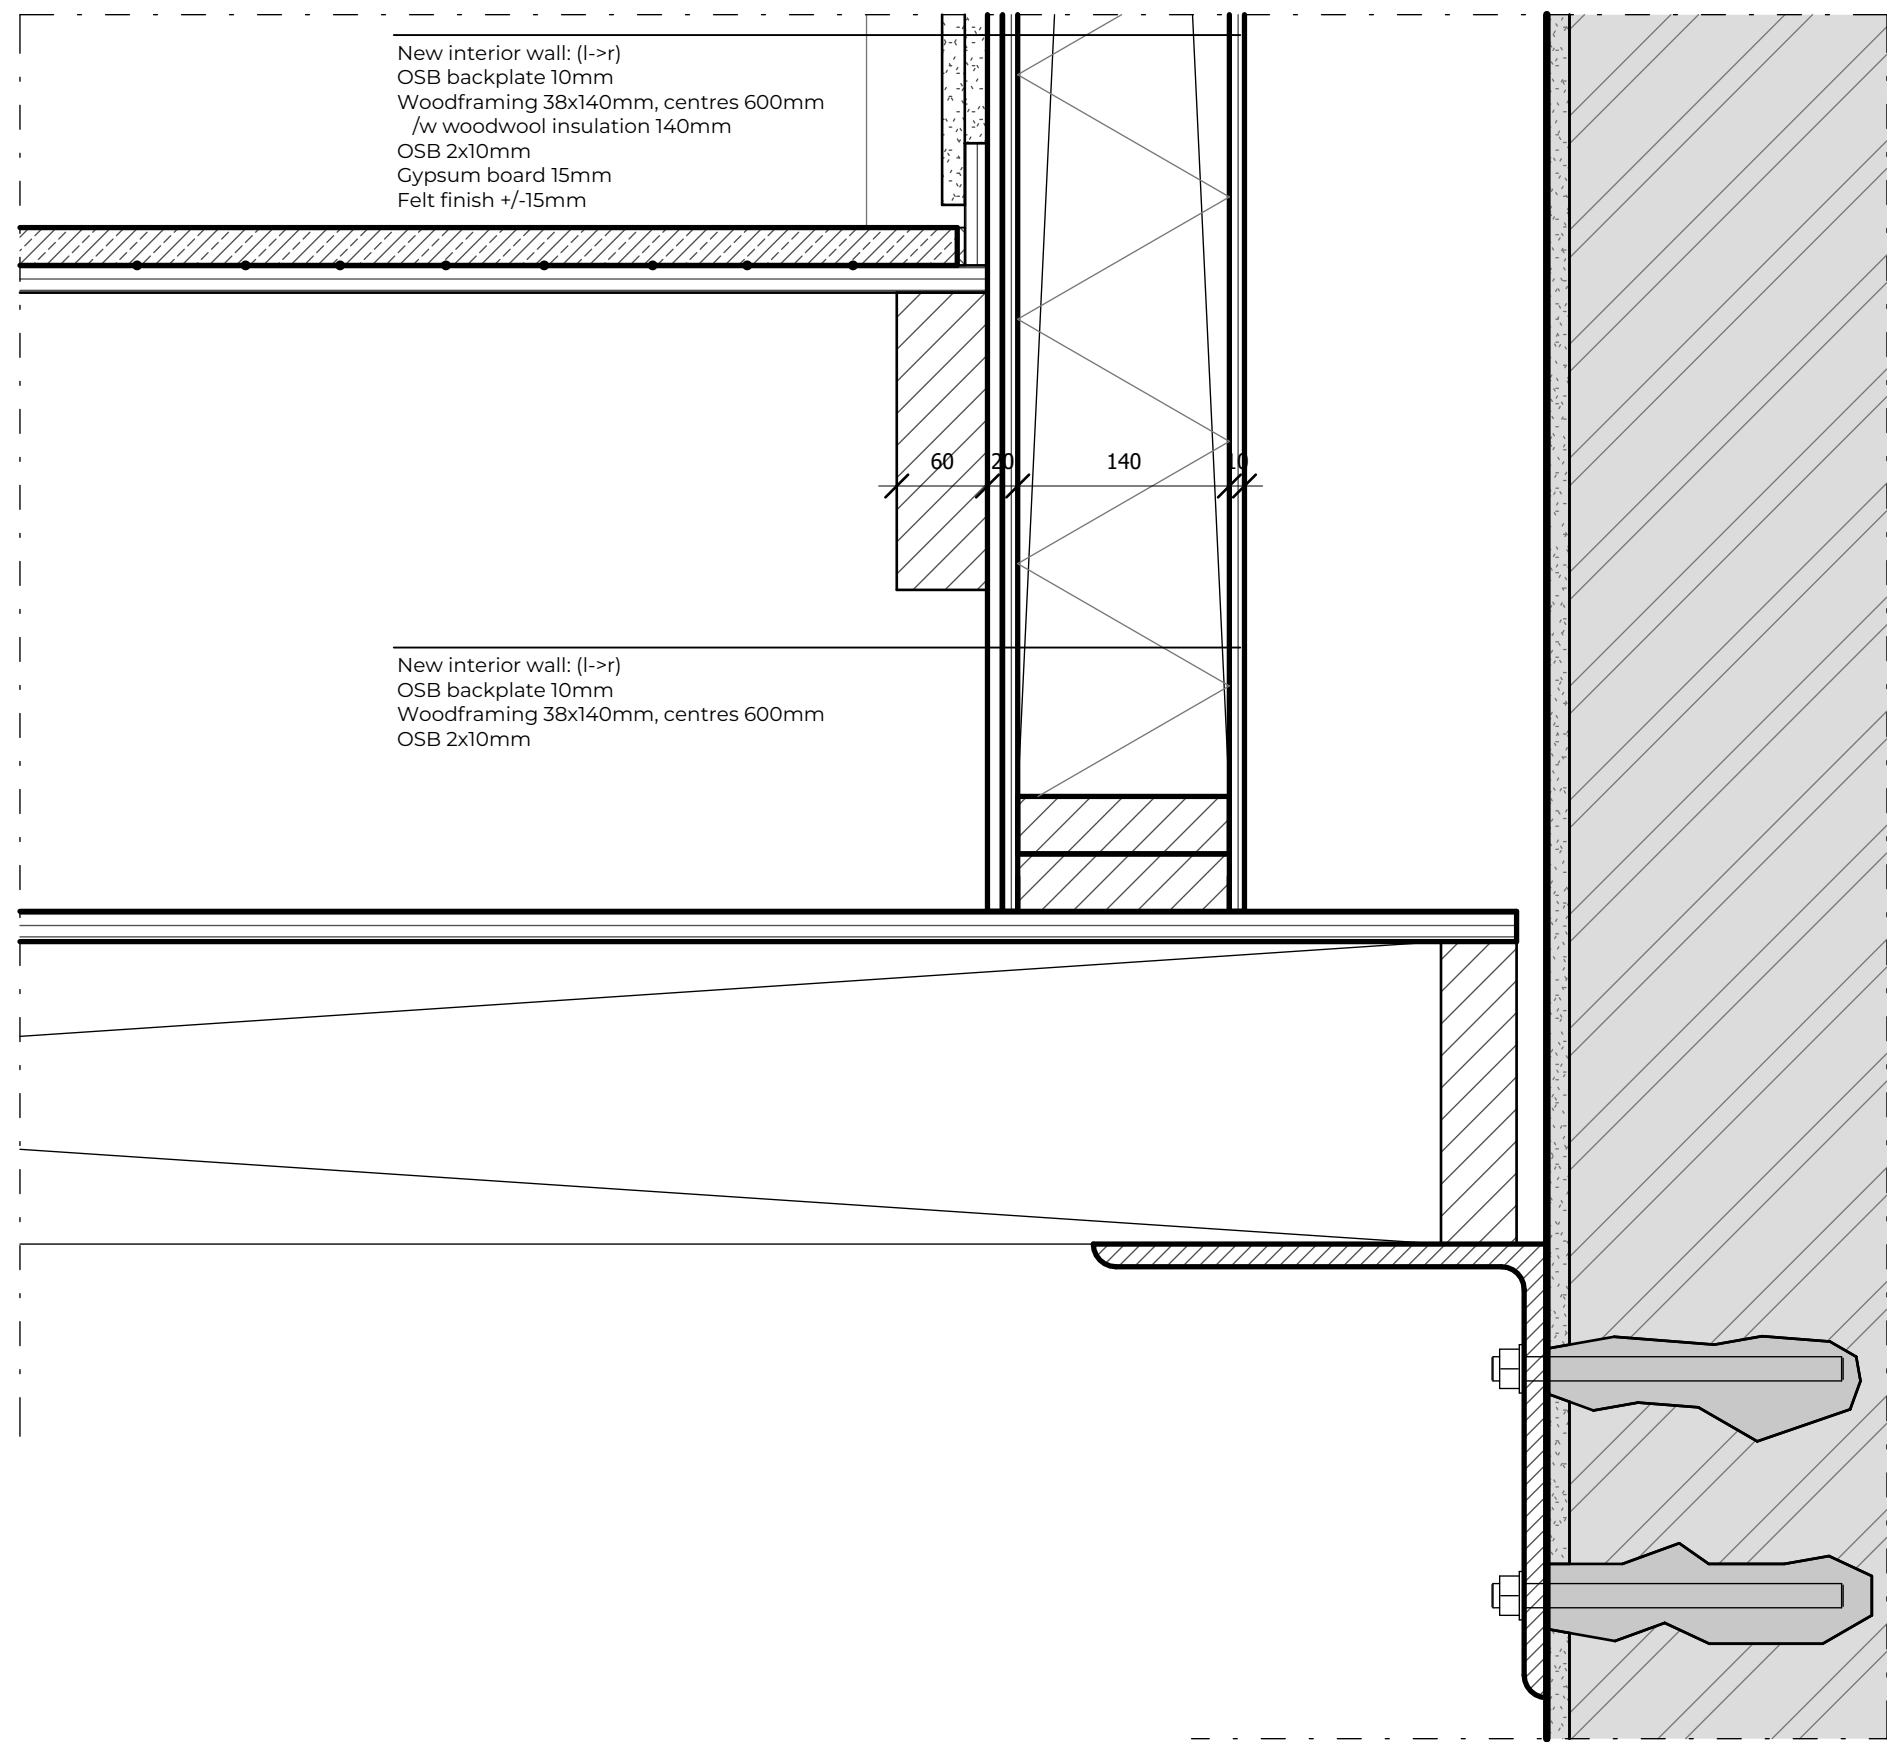 New interior wall: (l->r)
OSB backplate 10mm
Woodframing 38x140mm, centres 600mm
/w woodwool insulation 140mm
OSB 2x10mm
Gypsum board 15mm
Felt finish +/-15mm
60 20 140 10
New interior wall: (l->r)
OSB backplate 10mm
Woodframing 38x140mm, centres 600mm
OSB 2x10mm